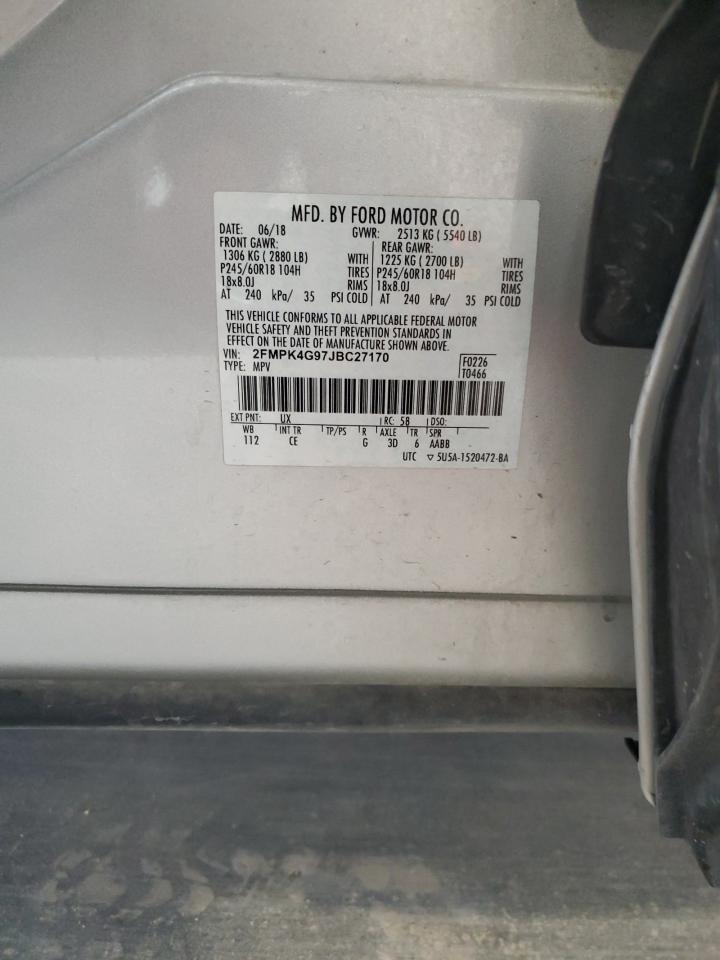 MFD. BY FORD MOTOR CO.
DATE: 06/18 GVWR: 2513 KG ( 5540 LB)
FRONT GAWR: REAR GAWR:
1306 KG ( 2880 LB) WITH 1225 KG ( 2700 LB) WITH
P245/60R18 104H TIRES P245/60R18 104H TIRES
18x8.0J RIMS 18x8.0J RIMS
AT 240 kPa/ 35 PSI COLD AT 240 kPa/ 35 PSI COLD
THIS VEHICLE CONFORMS TO ALL APPLICABLE FEDERAL MOTOR
VEHICLE SAFETY AND THEFT PREVENTION STANDARDS IN
EFFECT ON THE DATE OF MANUFACTURE SHOWN ABOVE.
VIN: 2FMPK4G97JBC27170 F0226
TYPE: MPV T0466
EXT PNT: UX RC: 58 DSO:
WB INT TR TP/PS R AXLE TR SPR
112 CE G 3D 6 AABB
UTC ▽ 5U5A-1520472-BA